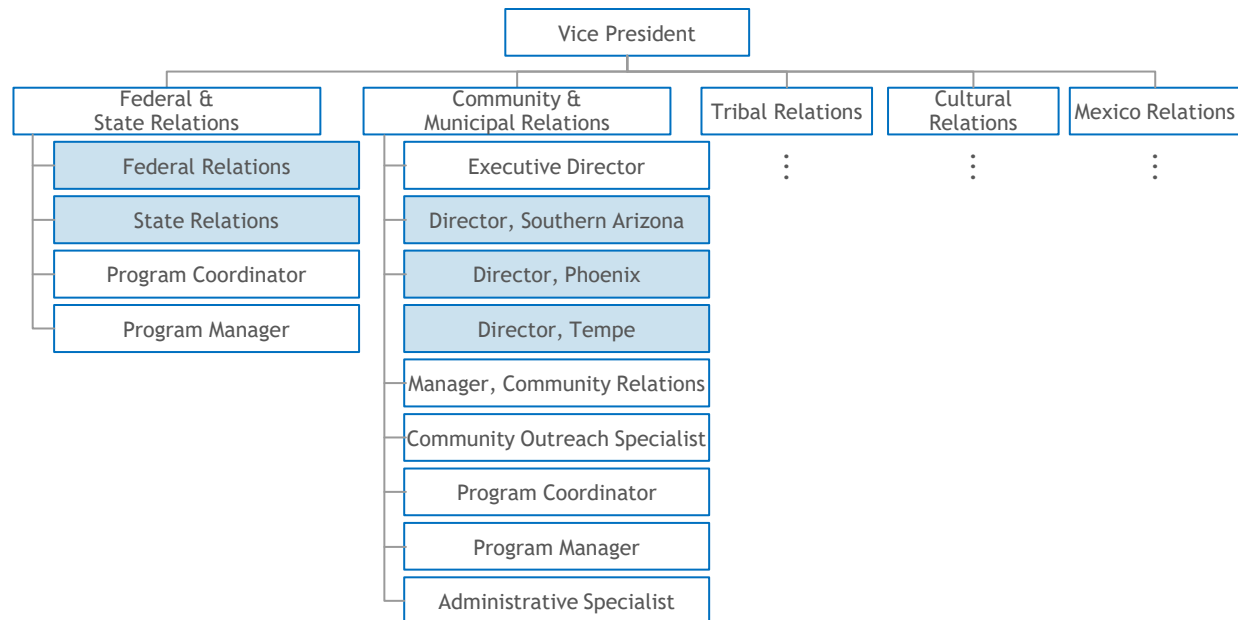 Vice President
Federal &
State Relations
Federal Relations
State Relations
Program Coordinator
Program Manager
Community &
Municipal Relations
Executive Director
Director, Southern Arizona
Director, Phoenix
Director, Tempe
Manager, Community Relations
Community Outreach Specialist
Program Coordinator
Program Manager
Administrative Specialist
Tribal Relations
Cultural
Relations
Mexico Relations